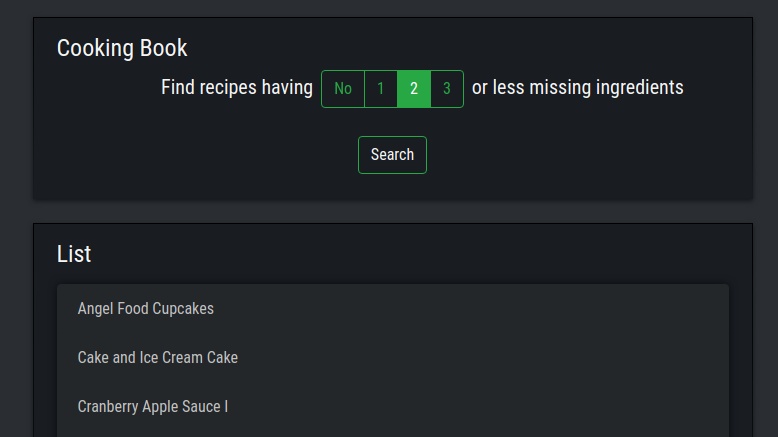 Cooking Book
Find recipes having No 1 2 3 or less missing ingredients
Search
List
Angel Food Cupcakes
Cake and Ice Cream Cake
Cranberry Apple Sauce I